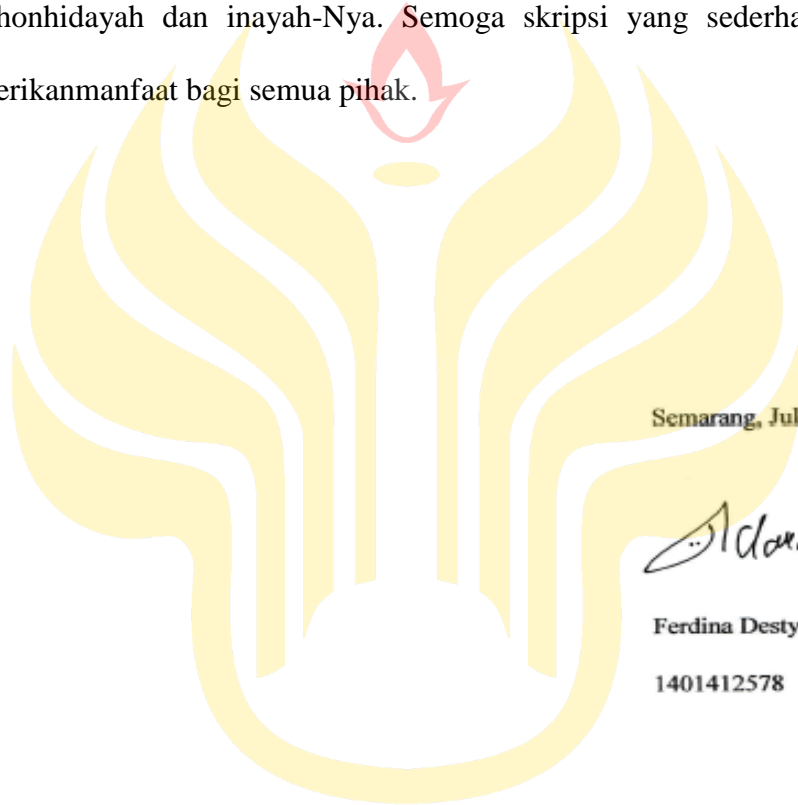 honhidayah dan inayah-Nya. Semoga skripsi yang sederha
erikanmanfaat bagi semua pihak.
Semarang, Jul
Ferdina Desty
1401412578